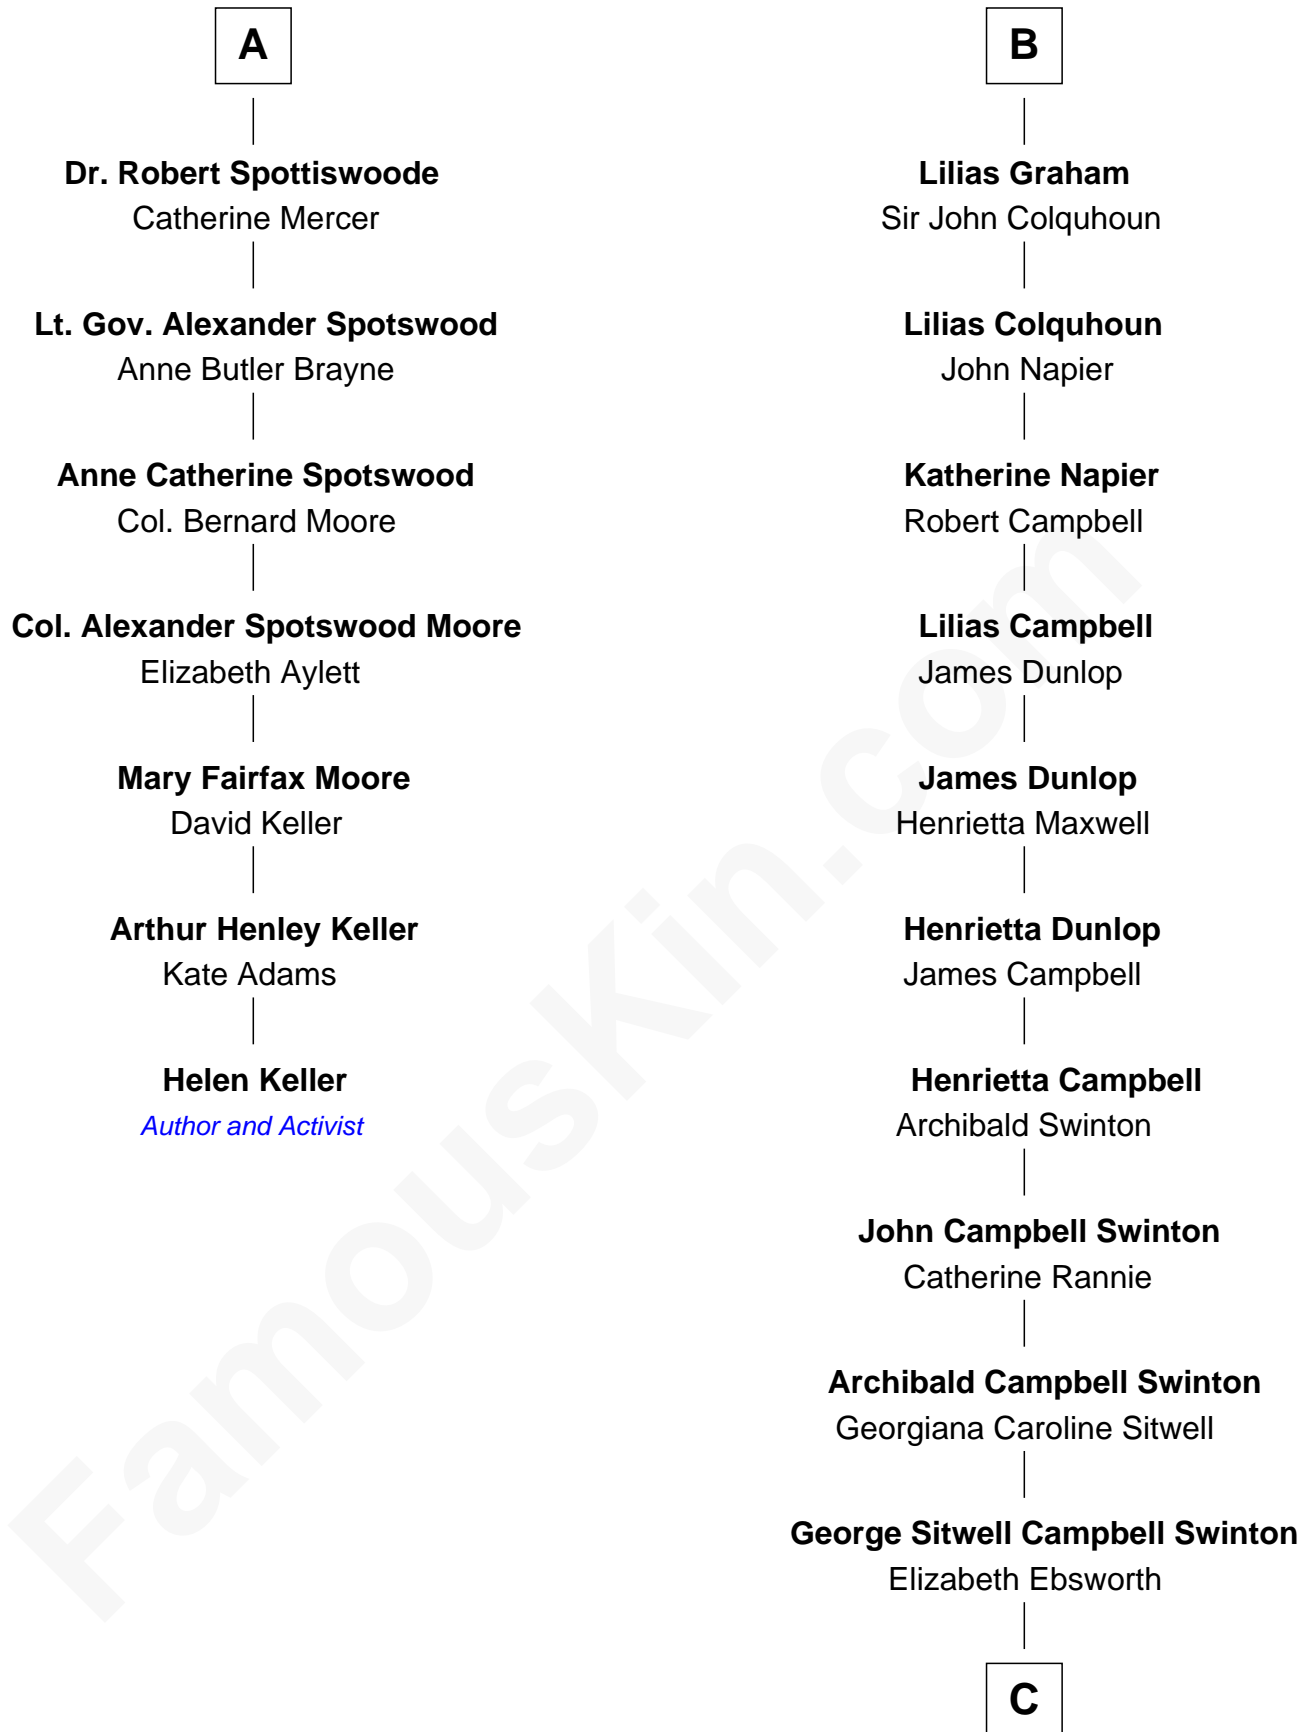 A
Dr. Robert Spottiswoode
Catherine Mercer
Lt. Gov. Alexander Spotswood
Anne Butler Brayne
Anne Catherine Spotswood
Col. Bernard Moore
Col. Alexander Spotswood Moore
Elizabeth Aylett
Mary Fairfax Moore
David Keller
Arthur Henley Keller
Kate Adams
Helen Keller
Author and Activist
B
Lilias Graham
Sir John Colquhoun
Lilias Colquhoun
John Napier
Katherine Napier
Robert Campbell
Lilias Campbell
James Dunlop
James Dunlop
Henrietta Maxwell
Henrietta Dunlop
James Campbell
Henrietta Campbell
Archibald Swinton
John Campbell Swinton
Catherine Rannie
Archibald Campbell Swinton
Georgiana Caroline Sitwell
George Sitwell Campbell Swinton
Elizabeth Ebsworth
C
FamousKin.com